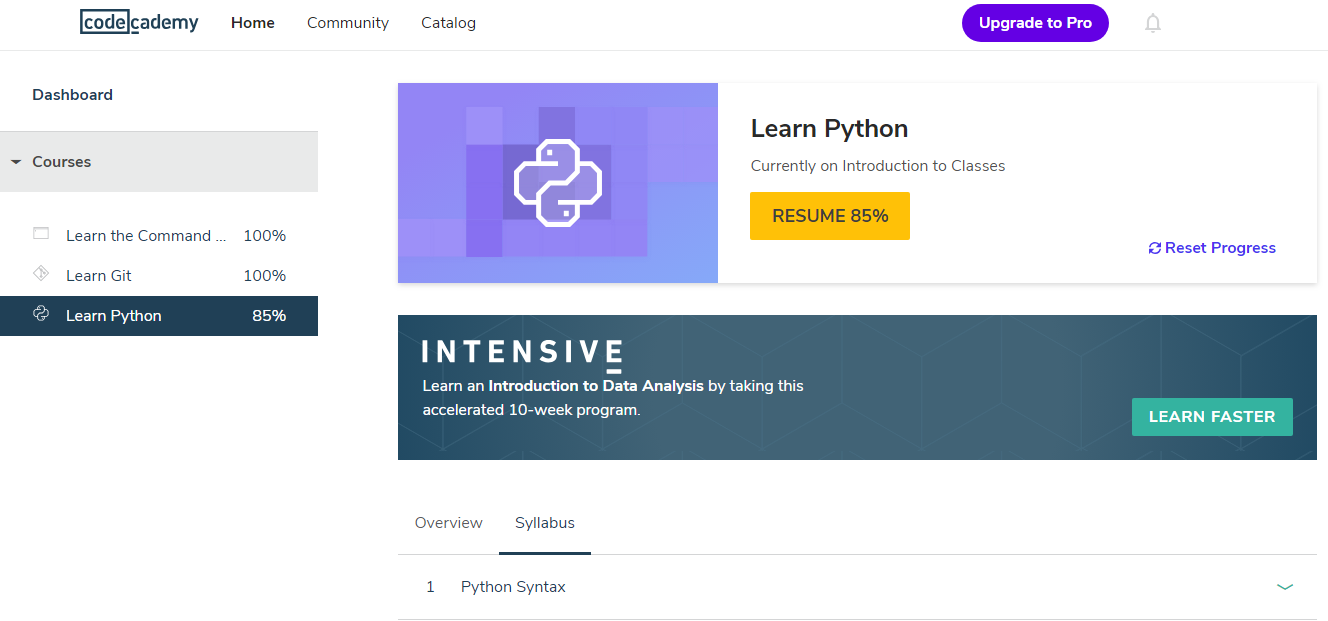 codecademy Home Community Catalog Upgrade to Pro
Dashboard
Courses
Learn the Command ... 100%
Learn Git 100%
Learn Python 85%
Learn Python
Currently on Introduction to Classes
RESUME 85%
Reset Progress
INTENSIVE
Learn an Introduction to Data Analysis by taking this
accelerated 10-week program.
LEARN FASTER
Overview Syllabus
1 Python Syntax